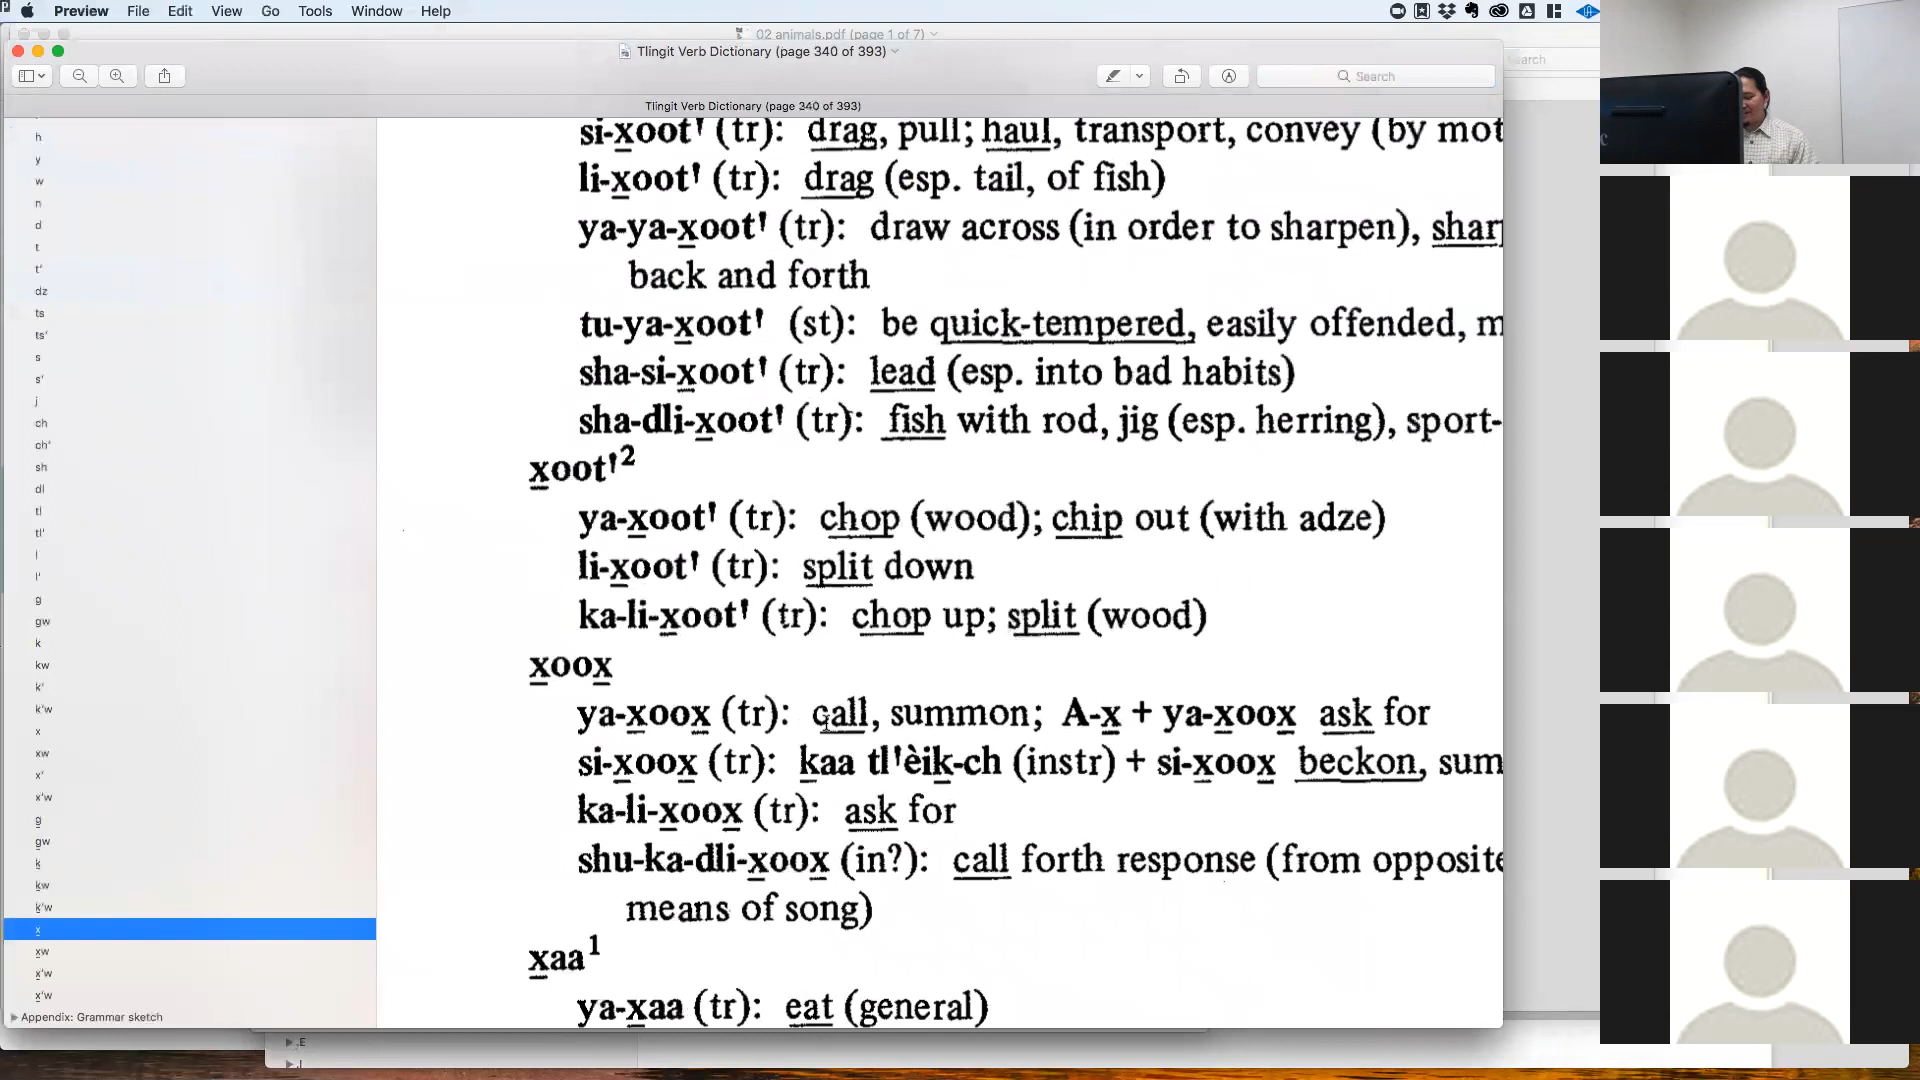 Preview File Edit View Go Tools Window Help
02 animals.pdf (page 1 of 7)
Tlingit Verb Dictionary (page 340 of 393)
Search
arch
Tlingit Verb Dictionary (page 340 of 393)
h
y
w
n
d
t
t'
dz
ts
ts'
s
s'
j
ch
ch'
sh
dl
tl
tl'
l
l'
g
gw
k
kw
k'
k'w
x
xw
x'
x'w
g̲
g̲w
k̲
k̲w
k̲'w
x̲
x̲w
x̲'w
x̲'w
Appendix: Grammar sketch
si-x̲oot' (tr): drag, pull; haul, transport, convey (by mot
li-x̲oot' (tr): drag (esp. tail, of fish)
ya-ya-x̲oot' (tr): draw across (in order to sharpen), shar
back and forth
tu-ya-x̲oot' (st): be quick-tempered, easily offended, m
sha-si-x̲oot' (tr): lead (esp. into bad habits)
sha-dli-x̲oot' (tr): fish with rod, jig (esp. herring), sport-
x̲oot'²
ya-x̲oot' (tr): chop (wood); chip out (with adze)
li-x̲oot' (tr): split down
ka-li-x̲oot' (tr): chop up; split (wood)
x̲oox̲
ya-x̲oox̲ (tr): call, summon; A-x̲ + ya-x̲oox̲ ask for
si-x̲oox̲ (tr): k̲aa tl'èik̲-ch (instr) + si-x̲oox̲ beckon, sum
ka-li-x̲oox̲ (tr): ask for
shu-ka-dli-x̲oox̲ (in?): call forth response (from opposite
means of song)
x̲aa¹
ya-x̲aa (tr): eat (general)
.E